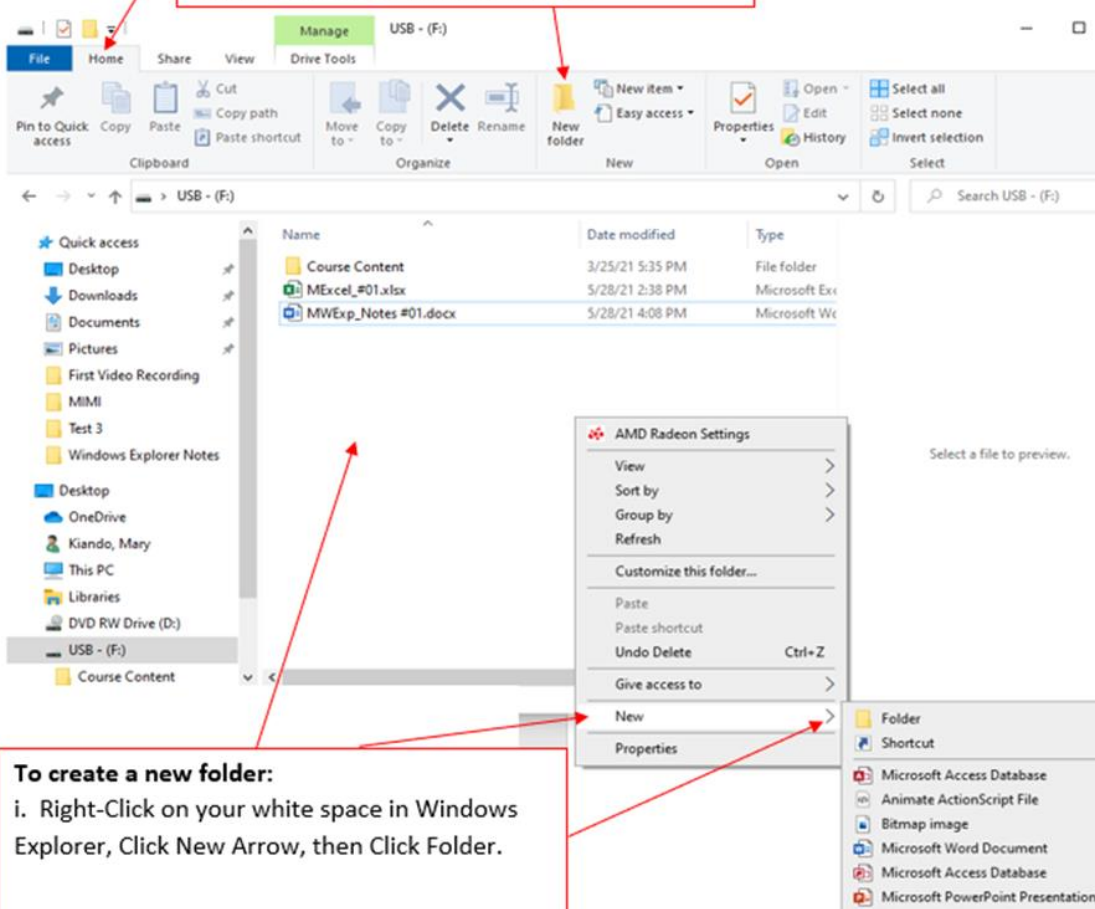 Manage USB - (F:)
File Home Share View Drive Tools
Pin to Quick access
Copy
Paste
Cut
Copy path
Paste shortcut
Clipboard
Move to
Copy to
Delete
Rename
Organize
New folder
New item
Easy access
New
Properties
Open
Edit
History
Open
Select all
Select none
Invert selection
Select
USB - (F:)
Search USB - (F:)
Quick access
Desktop
Downloads
Documents
Pictures
First Video Recording
MIMI
Test 3
Windows Explorer Notes
Desktop
OneDrive
Kiando, Mary
This PC
Libraries
DVD RW Drive (D:)
USB - (F:)
Course Content
Name Date modified Type
Course Content 3/25/21 5:35 PM File folder
MExcel_#01.xlsx 5/28/21 2:38 PM Microsoft Exc
MWExp_Notes #01.docx 5/28/21 4:08 PM Microsoft Wo
Select a file to preview.
AMD Radeon Settings
View
Sort by
Group by
Refresh
Customize this folder...
Paste
Paste shortcut
Undo Delete Ctrl+Z
Give access to
New
Properties
Folder
Shortcut
Microsoft Access Database
Animate ActionScript File
Bitmap image
Microsoft Word Document
Microsoft Access Database
Microsoft PowerPoint Presentation
To create a new folder:
i. Right-Click on your white space in Windows
Explorer, Click New Arrow, then Click Folder.